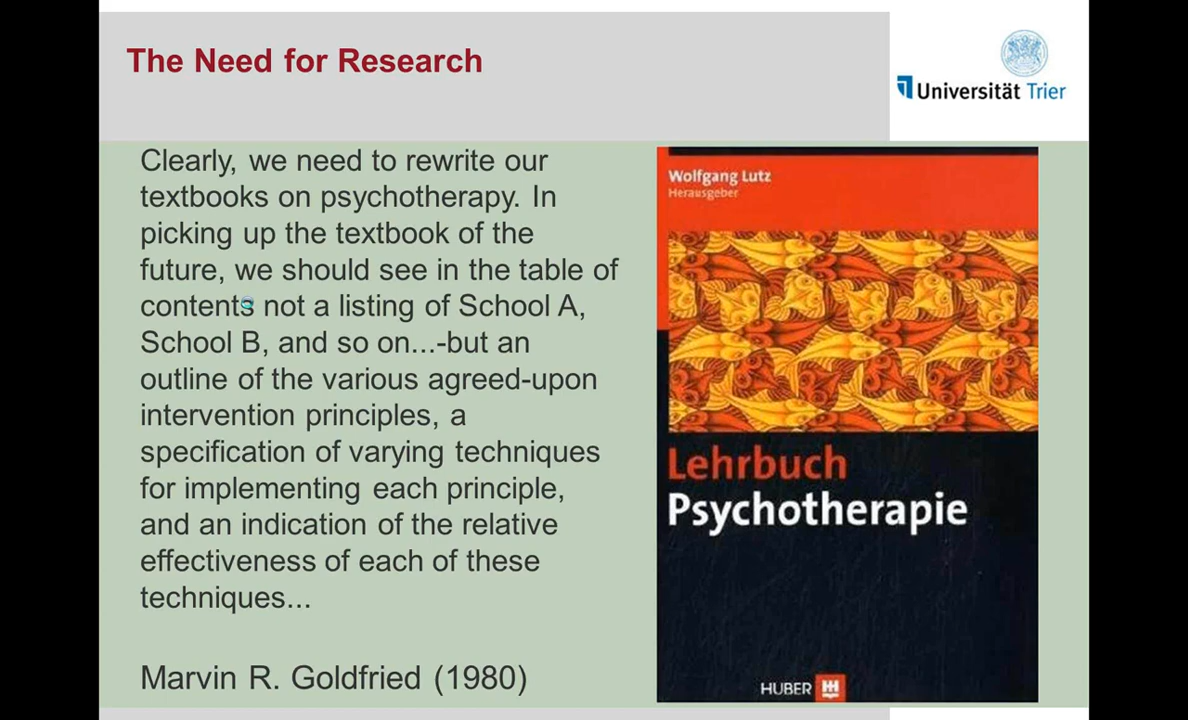 The Need for Research
Universität Trier
Clearly, we need to rewrite our
textbooks on psychotherapy. In
picking up the textbook of the
future, we should see in the table of
contents not a listing of School A,
School B, and so on...-but an
outline of the various agreed-upon
intervention principles, a
specification of varying techniques
for implementing each principle,
and an indication of the relative
effectiveness of each of these
techniques...
Marvin R. Goldfried (1980)
Wolfgang Lutz
Herausgeber
Lehrbuch
Psychotherapie
HUBER